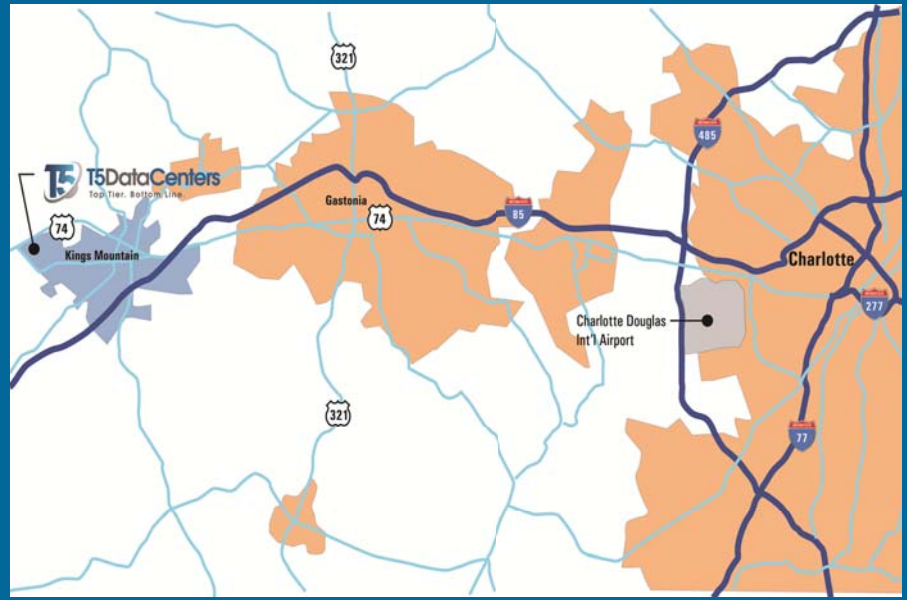 321
485
T5 T5DataCenters
Top Tier. Bottom Line.
Gastonia
74
85
74
Kings Mountain
Charlotte
277
Charlotte Douglas
Int'l Airport
321
77